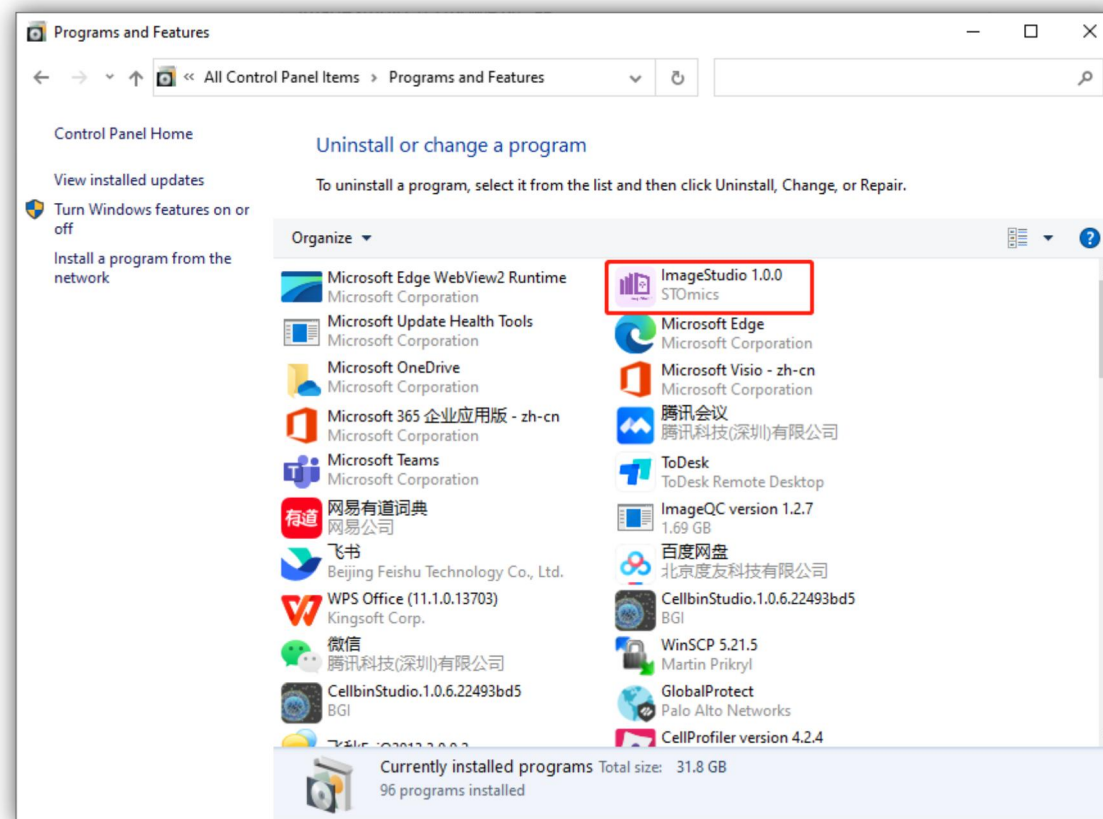 Programs and Features
« All Control Panel Items > Programs and Features
Control Panel Home
View installed updates
Turn Windows features on or
off
Install a program from the
network
Uninstall or change a program
To uninstall a program, select it from the list and then click Uninstall, Change, or Repair.
Organize
Microsoft Edge WebView2 Runtime
Microsoft Corporation
Microsoft Update Health Tools
Microsoft Corporation
Microsoft OneDrive
Microsoft Corporation
Microsoft 365 企业应用版 - zh-cn
Microsoft Corporation
Microsoft Teams
Microsoft Corporation
有道
网易有道词典
网易公司
飞书
Beijing Feishu Technology Co., Ltd.
WPS Office (11.1.0.13703)
Kingsoft Corp.
微信
腾讯科技(深圳)有限公司
CellbinStudio.1.0.6.22493bd5
BGI
ImageStudio 1.0.0
STOmics
Microsoft Edge
Microsoft Corporation
Microsoft Visio - zh-cn
Microsoft Corporation
腾讯会议
腾讯科技(深圳)有限公司
ToDesk
ToDesk Remote Desktop
ImageQC version 1.2.7
1.69 GB
百度网盘
北京度友科技有限公司
CellbinStudio.1.0.6.22493bd5
BGI
WinSCP 5.21.5
Martin Prikryl
GlobalProtect
Palo Alto Networks
CellProfiler version 4.2.4
Currently installed programs Total size: 31.8 GB
96 programs installed